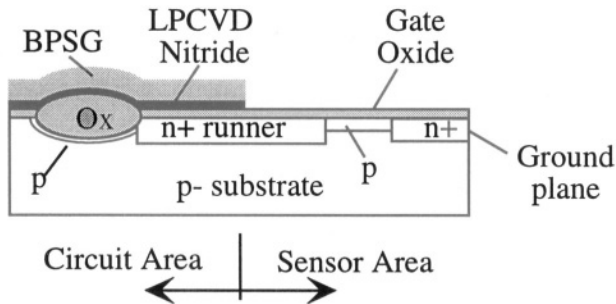 LPCVD
Nitride
BPSG
Gate
Oxide
Ox
n+ runner
n+
p
p
p- substrate
Ground
plane
Circuit Area
Sensor Area